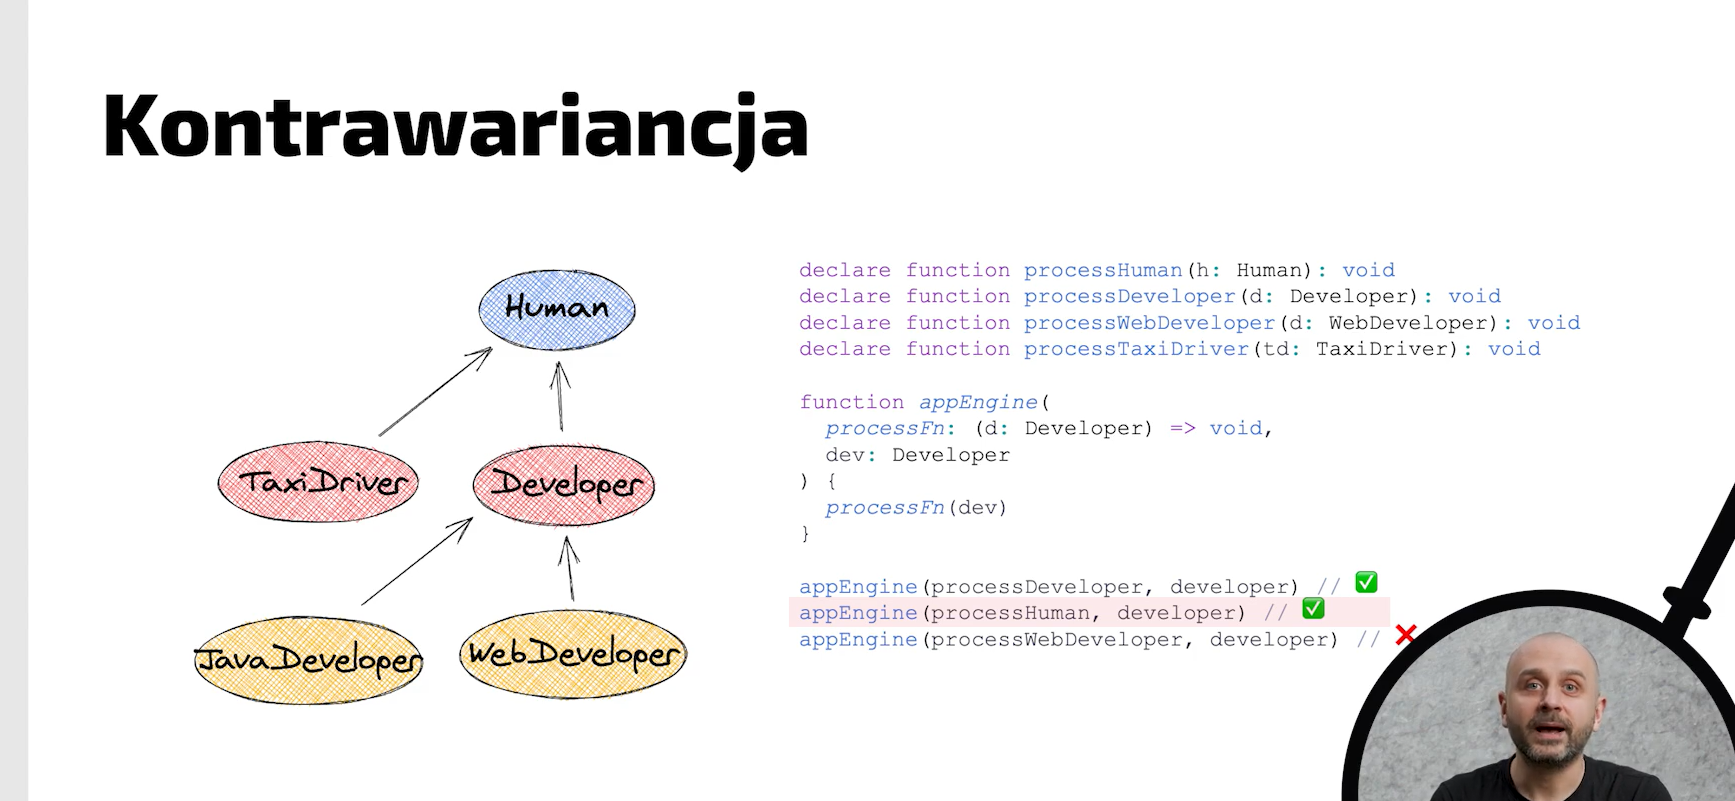 Kontrawariancja
Human
TaxiDriver
Developer
JavaDeveloper
WebDeveloper
declare function processHuman(h: Human): void
declare function processDeveloper(d: Developer): void
declare function processWebDeveloper(d: WebDeveloper): void
declare function processTaxiDriver(td: TaxiDriver): void
function appEngine(
processFn: (d: Developer) => void,
dev: Developer
) {
processFn(dev)
}
appEngine(processDeveloper, developer) // ✅
appEngine(processHuman, developer) // ✅
appEngine(processWebDeveloper, developer) // ❌